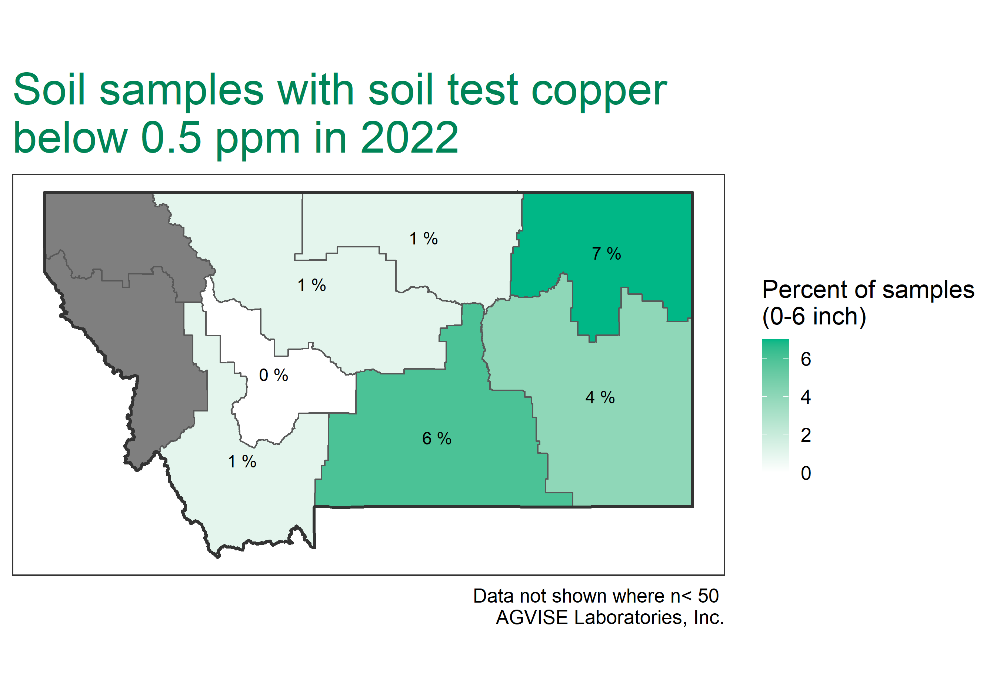 Soil samples with soil test copper
below 0.5 ppm in 2022
1 %
7 %
1 %
0 %
4 %
6 %
1 %
Percent of samples
(0-6 inch)
6
4
2
0
Data not shown where n< 50
AGVISE Laboratories, Inc.